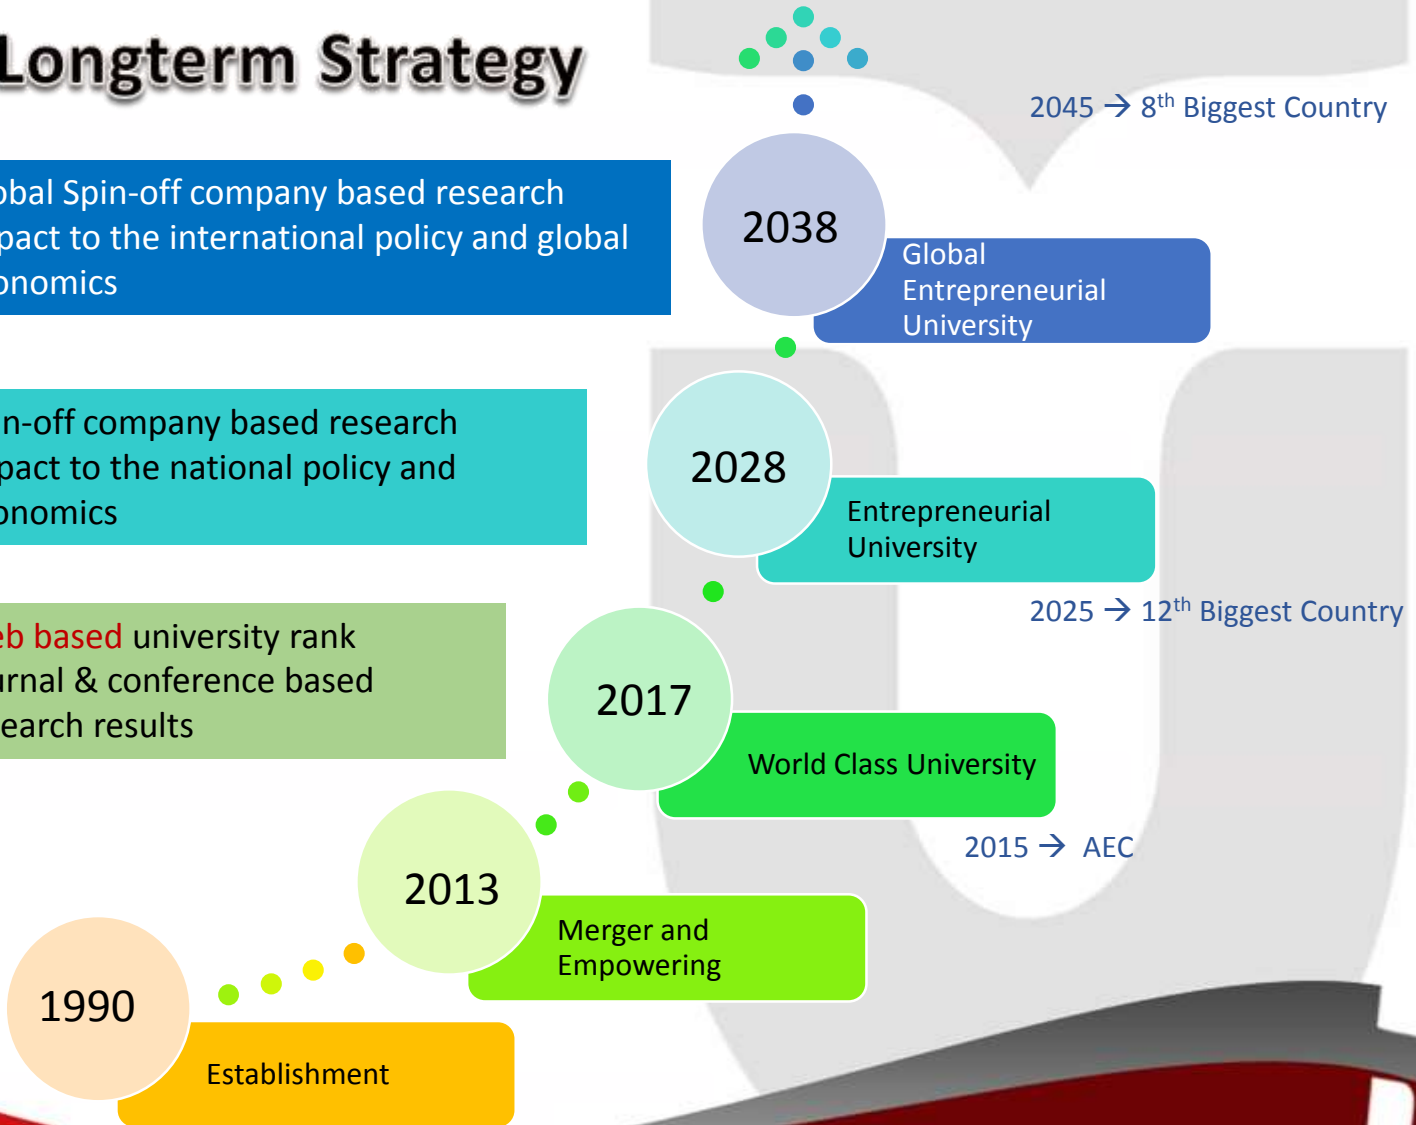 Longterm Strategy
2045 → 8th Biggest Country
obal Spin-off company based research
pact to the international policy and global
onomics
2038
Global
Entrepreneurial
University
n-off company based research
pact to the national policy and
onomics
2028
Entrepreneurial
University
2025 → 12th Biggest Country
eb based university rank
urnal & conference based
search results
2017
World Class University
2015 → AEC
2013
Merger and
Empowering
1990
Establishment